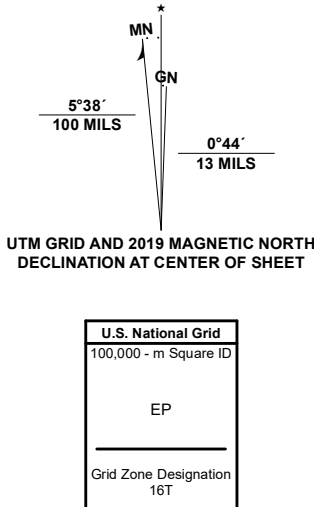 ★
MN
GN
5°38´
100 MILS
0°44´
13 MILS
UTM GRID AND 2019 MAGNETIC NORTH
DECLINATION AT CENTER OF SHEET
U.S. National Grid
100,000 - m Square ID
EP
Grid Zone Designation
16T